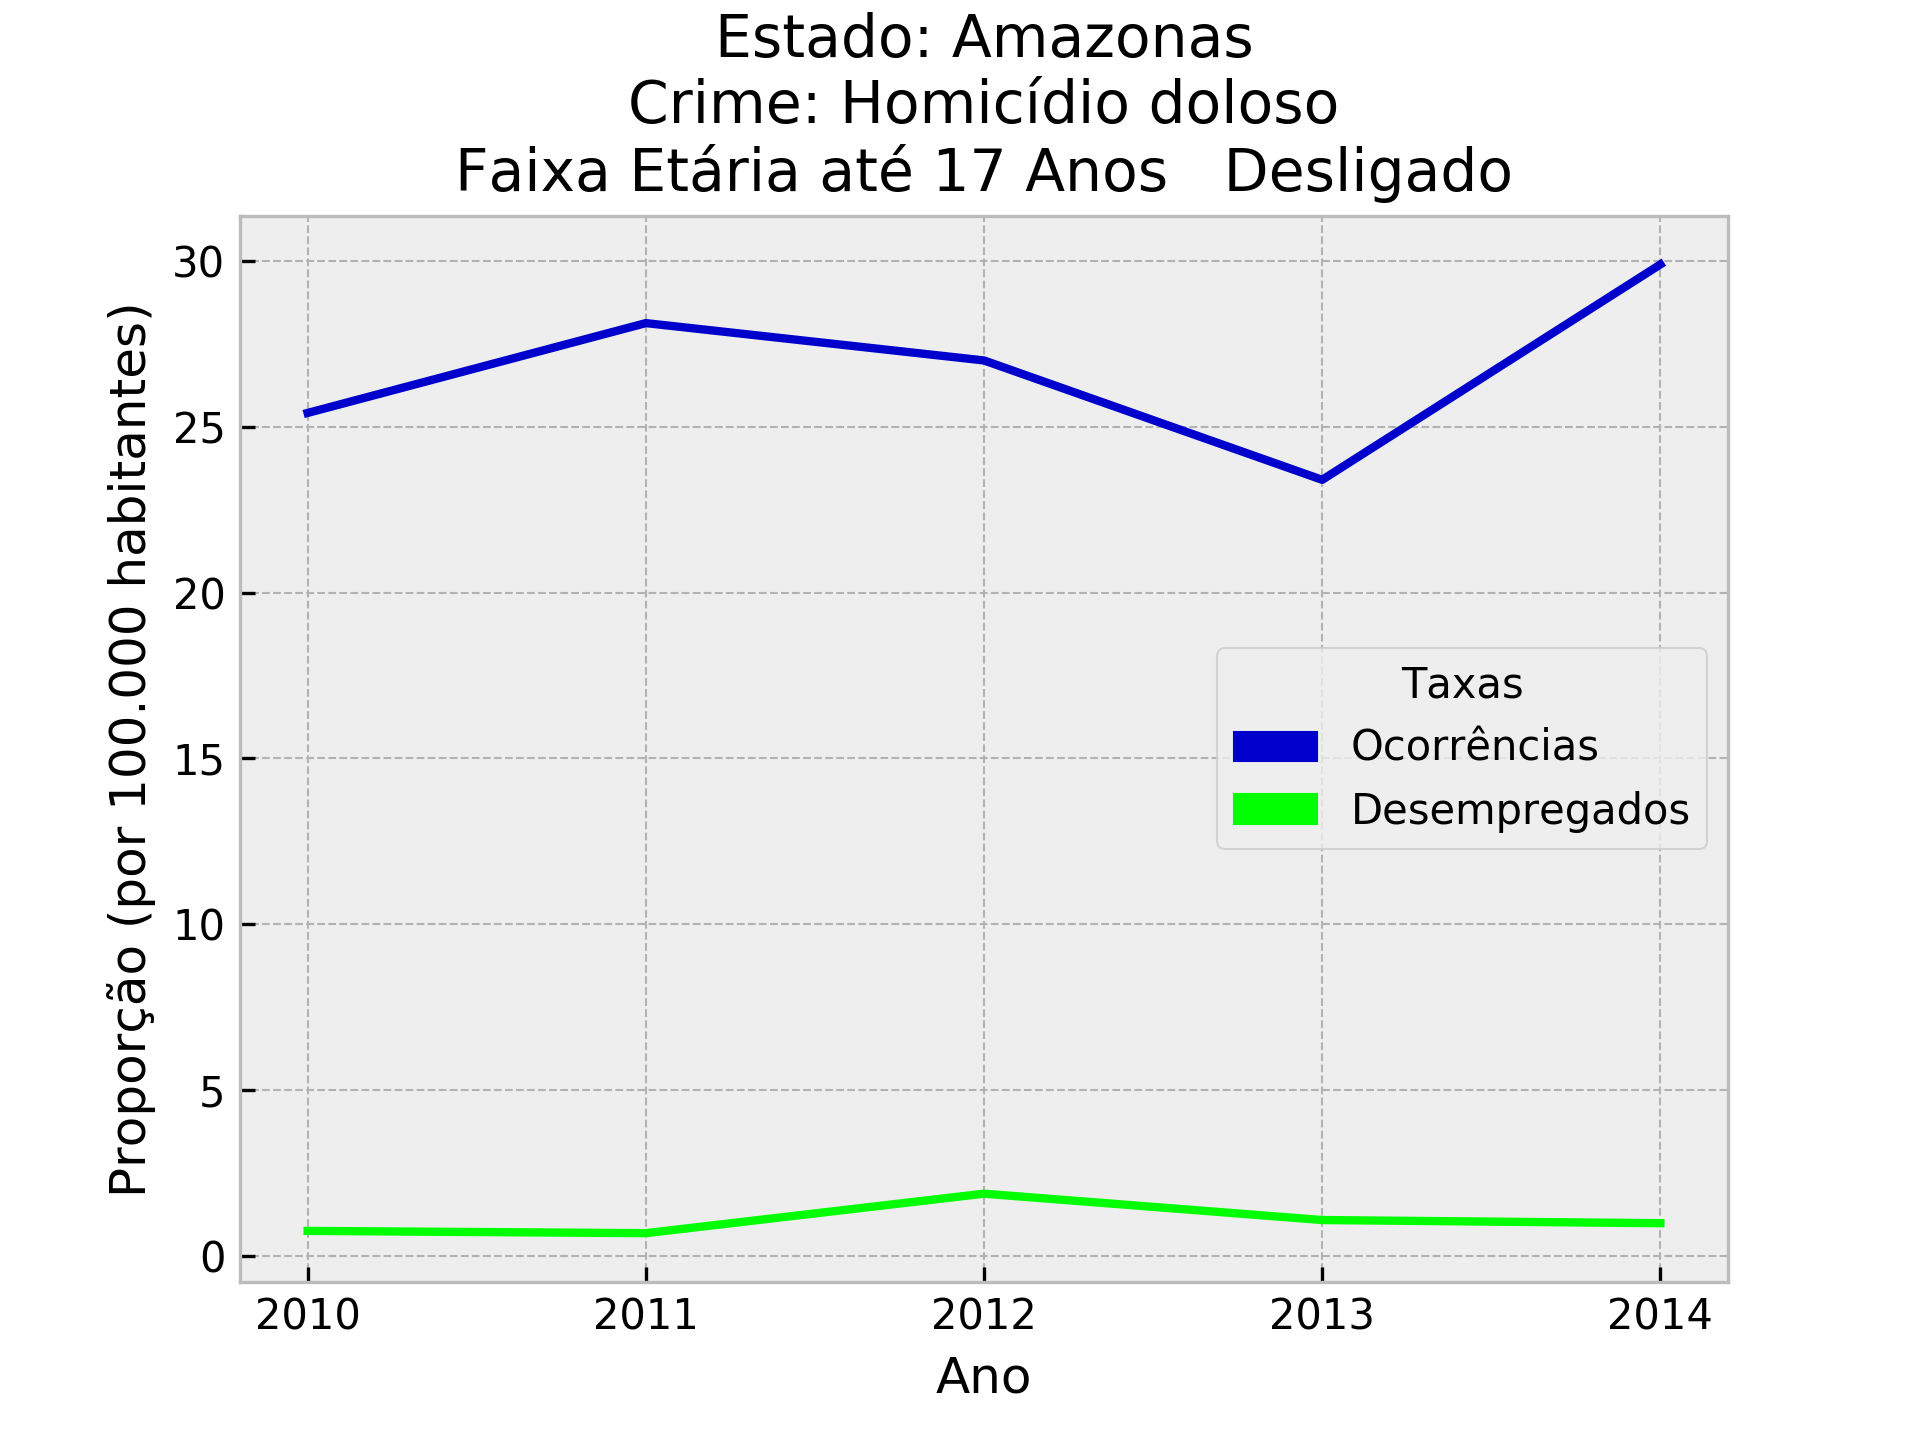 Estado: Amazonas
Crime: Homicídio doloso
Faixa Etária até 17 Anos   Desligado
Proporção (por 100.000 habitantes)
30
25
20
15
10
5
0
Taxas
Ocorrências
Desempregados
2010 2011 2012 2013 2014
Ano